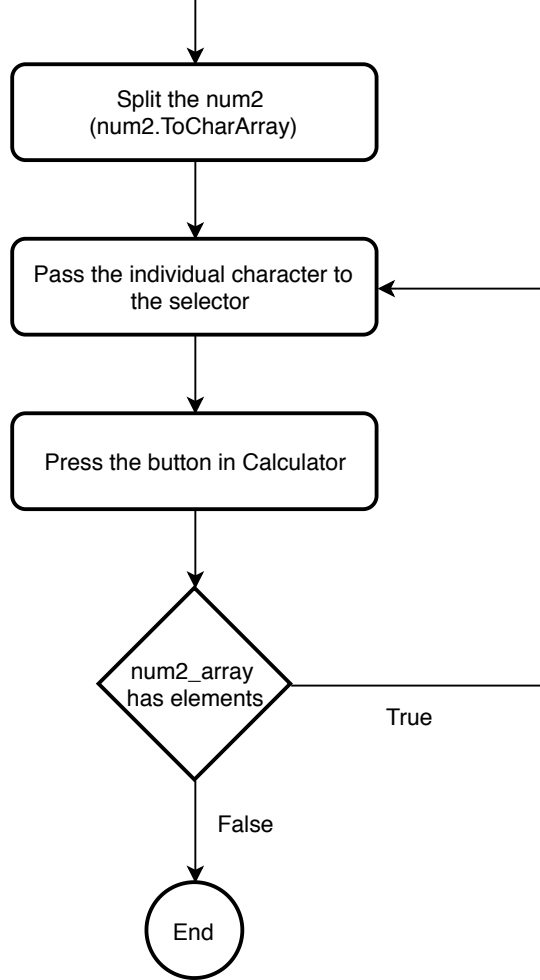 Split the num2
(num2.ToCharArray)
Pass the individual character to
the selector
Press the button in Calculator
num2_array
has elements
True
False
End